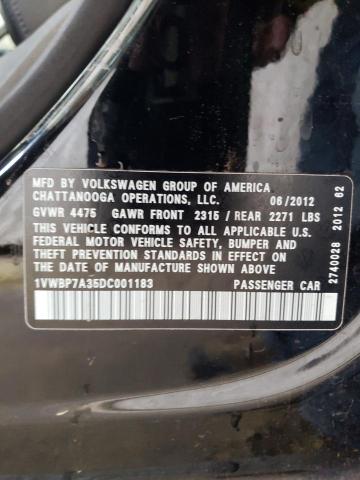 MFD BY VOLKSWAGEN GROUP OF AMERICA
CHATTANOOGA OPERATIONS, LLC. 06/2012
GVWR 4475 GAWR FRONT 2315 / REAR 2271 LBS
THIS VEHICLE CONFORMS TO ALL APPLICABLE U.S.
FEDERAL MOTOR VEHICLE SAFETY, BUMPER AND
THEFT PREVENTION STANDARDS IN EFFECT ON THE
DATE OF MANUFACTURE SHOWN ABOVE.
1VWBP7A35DC001183 PASSENGER CAR
2740028 2012 62